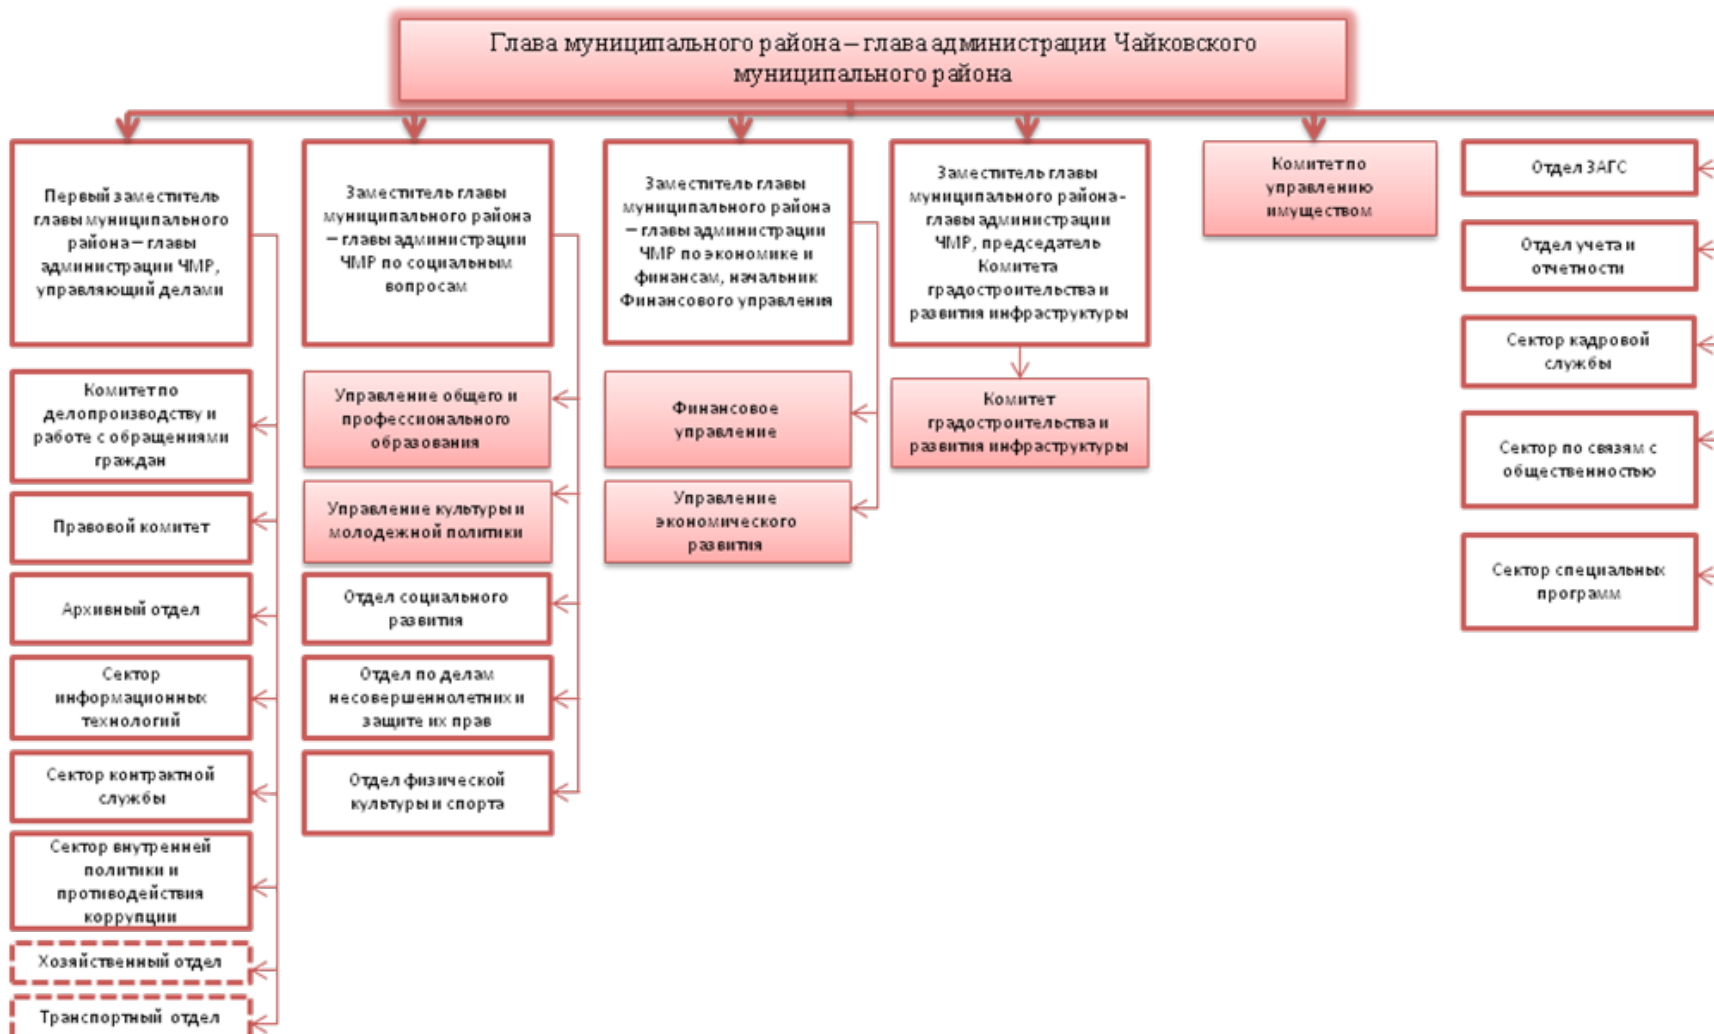 Глава муниципального района – глава администрации Чайковского
муниципального района
Первый заместитель
главы муниципального
района – главы
администрации ЧМР,
управляющий делами
Заместитель главы
муниципального района
– главы администрации
ЧМР по социальным
вопросам
Заместитель главы
муниципального района
– главы администрации
ЧМР по экономике и
финансам, начальник
Финансового управления
Заместитель главы
муниципального района -
главы администрации
ЧМР, председатель
Комитета
градостроительства и
развития инфраструктуры
Комитет по
управлению
имуществом
Отдел ЗАГС
Отдел учета и
отчетности
Сектор кадровой
службы
Сектор по связям с
общественностью
Сектор специальных
программ
Комитет по
делопроизводству и
работе с обращениями
граждан
Правовой комитет
Архивный отдел
Сектор
информационных
технологий
Сектор контрактной
службы
Сектор внутренней
политики и
противодействия
коррупции
Хозяйственный отдел
Транспортный отдел
Управление общего и
профессионального
образования
Управление культуры и
молодежной политики
Отдел социального
развития
Отдел по делам
несовершеннолетних и
защите их прав
Отдел физической
культуры и спорта
Финансовое
управление
Управление
экономического
развития
Комитет
градостроительства и
развития инфраструктуры